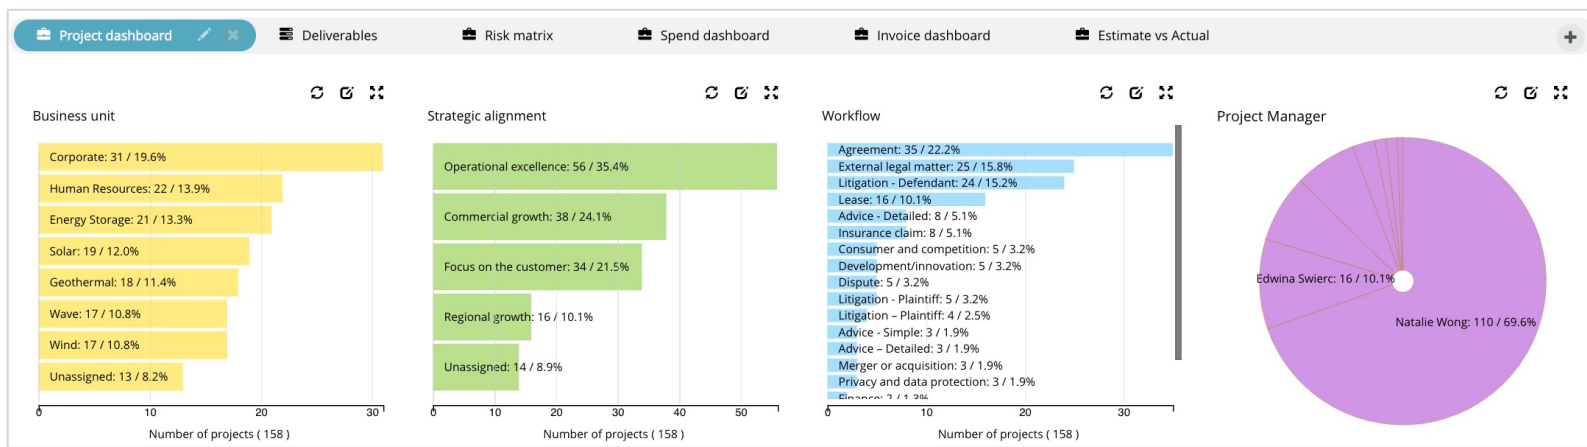 Project dashboard
Deliverables
Risk matrix
Spend dashboard
Invoice dashboard
Estimate vs Actual
Business unit
Corporate: 31 / 19.6%
Human Resources: 22 / 13.9%
Energy Storage: 21 / 13.3%
Solar: 19 / 12.0%
Geothermal: 18 / 11.4%
Wave: 17 / 10.8%
Wind: 17 / 10.8%
Unassigned: 13 / 8.2%
0 10 20 30
Number of projects ( 158 )
Strategic alignment
Operational excellence: 56 / 35.4%
Commercial growth: 38 / 24.1%
Focus on the customer: 34 / 21.5%
Regional growth: 16 / 10.1%
Unassigned: 14 / 8.9%
0 10 20 30 40 50
Number of projects ( 158 )
Workflow
Agreement: 35 / 22.2%
External legal matter: 25 / 15.8%
Litigation - Defendant: 24 / 15.2%
Lease: 16 / 10.1%
Advice - Detailed: 8 / 5.1%
Insurance claim: 8 / 5.1%
Consumer and competition: 5 / 3.2%
Development/innovation: 5 / 3.2%
Dispute: 5 / 3.2%
Litigation - Plaintiff: 5 / 3.2%
Litigation – Plaintiff: 4 / 2.5%
Advice - Simple: 3 / 1.9%
Advice – Detailed: 3 / 1.9%
Merger or acquisition: 3 / 1.9%
Privacy and data protection: 3 / 1.9%
Finance: 2 / 1.3%
0 10 20 30
Number of projects ( 158 )
Project Manager
Edwina Swierc: 16 / 10.1%
Natalie Wong: 110 / 69.6%